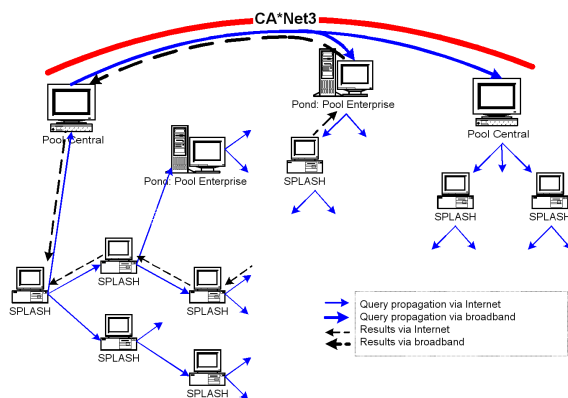 CA*Net3
Pool Central
Pond: Pool Enterprise
Pond: Pool Enterprise
Pool Central
SPLASH
SPLASH
SPLASH
SPLASH
SPLASH
SPLASH
SPLASH
SPLASH
Query propagation via Internet
Query propagation via broadband
Results via Internet
Results via broadband